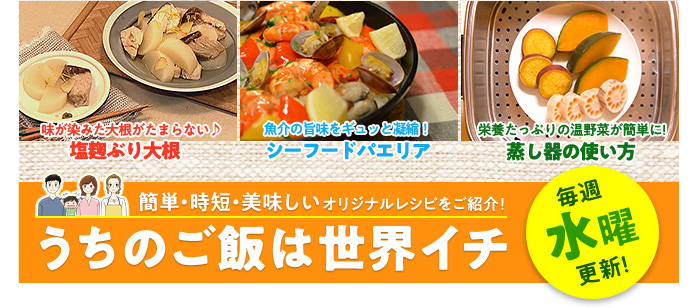 味が染みた大根がたまらない♪
塩麹ぶり大根
魚介の旨味をギュッと凝縮！
シーフードパエリア
栄養たっぷりの温野菜が簡単に!
蒸し器の使い方
簡単・時短・美味しいオリジナルレシピをご紹介！
うちのご飯は世界イチ
毎週
水曜
更新！